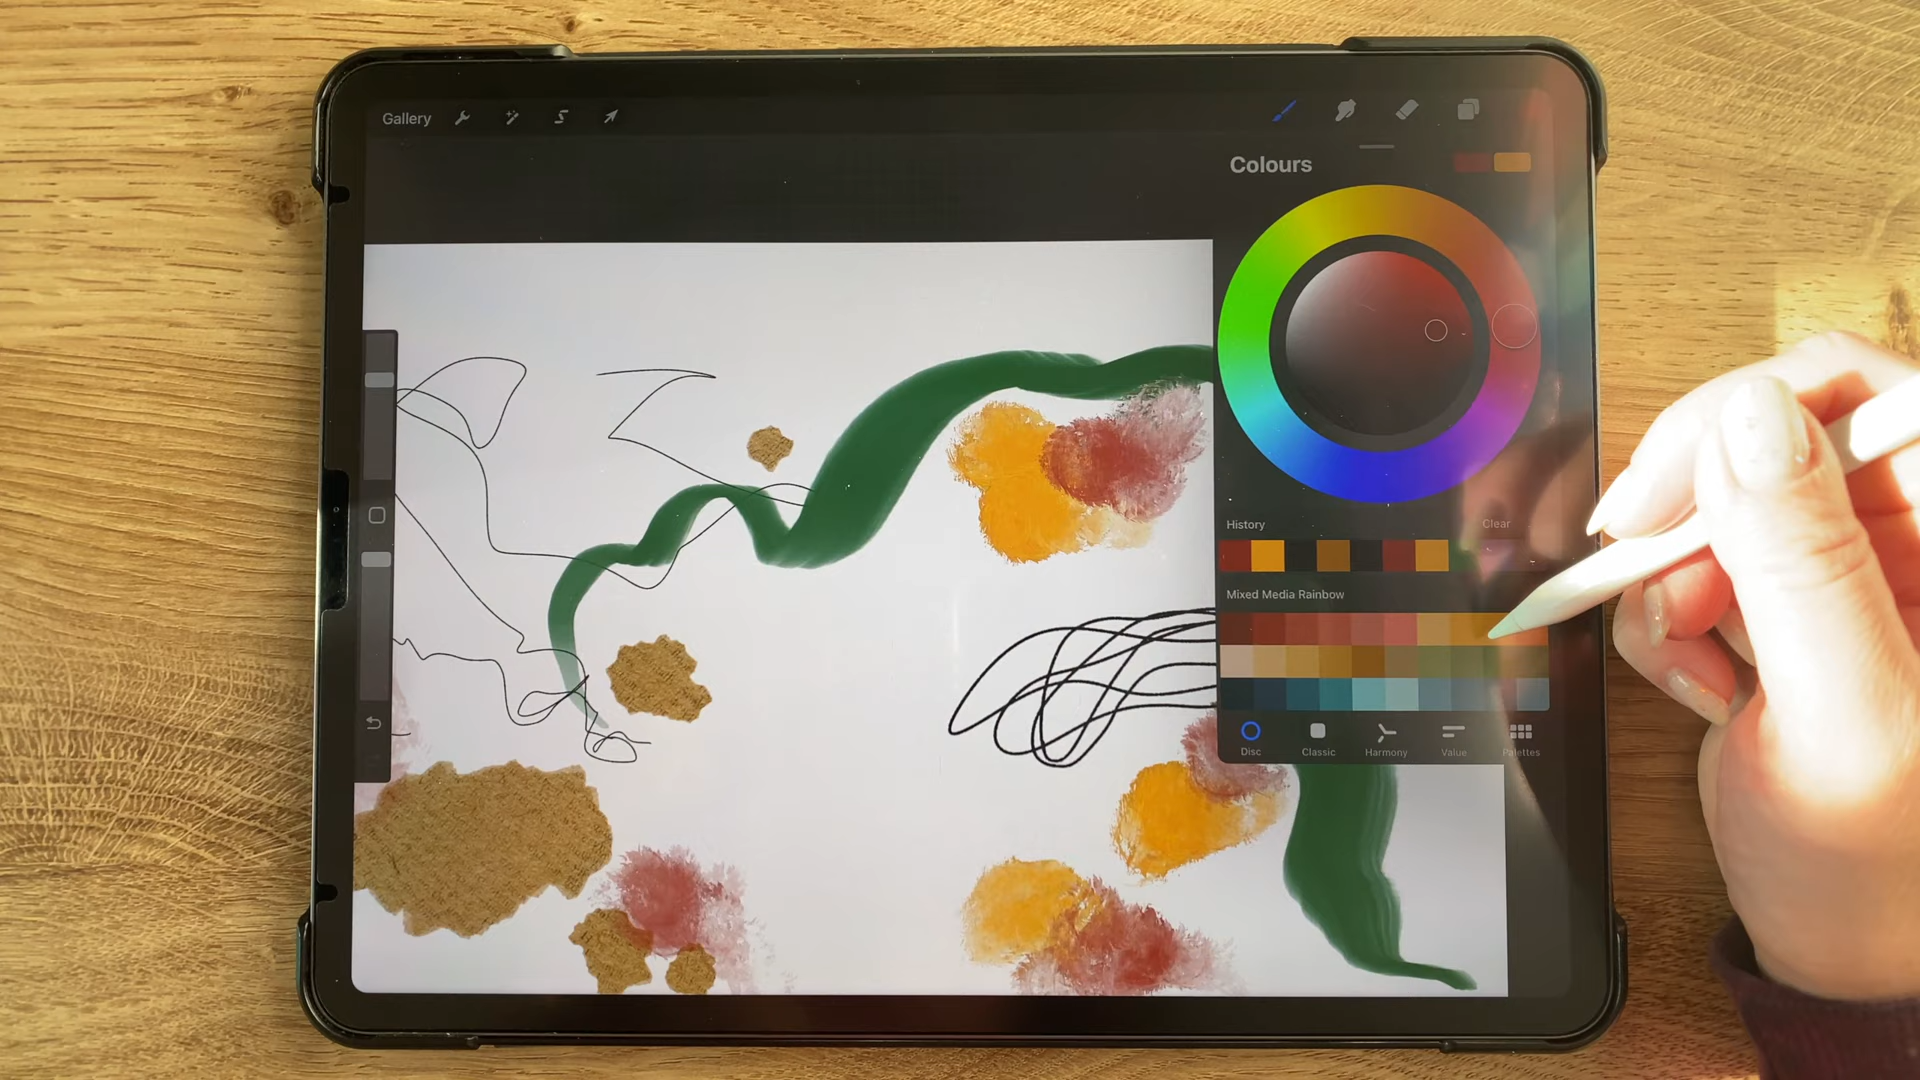 Gallery
Colours
History
Clear
Mixed Media Rainbow
Disc
Classic
Harmony
Value
Palettes